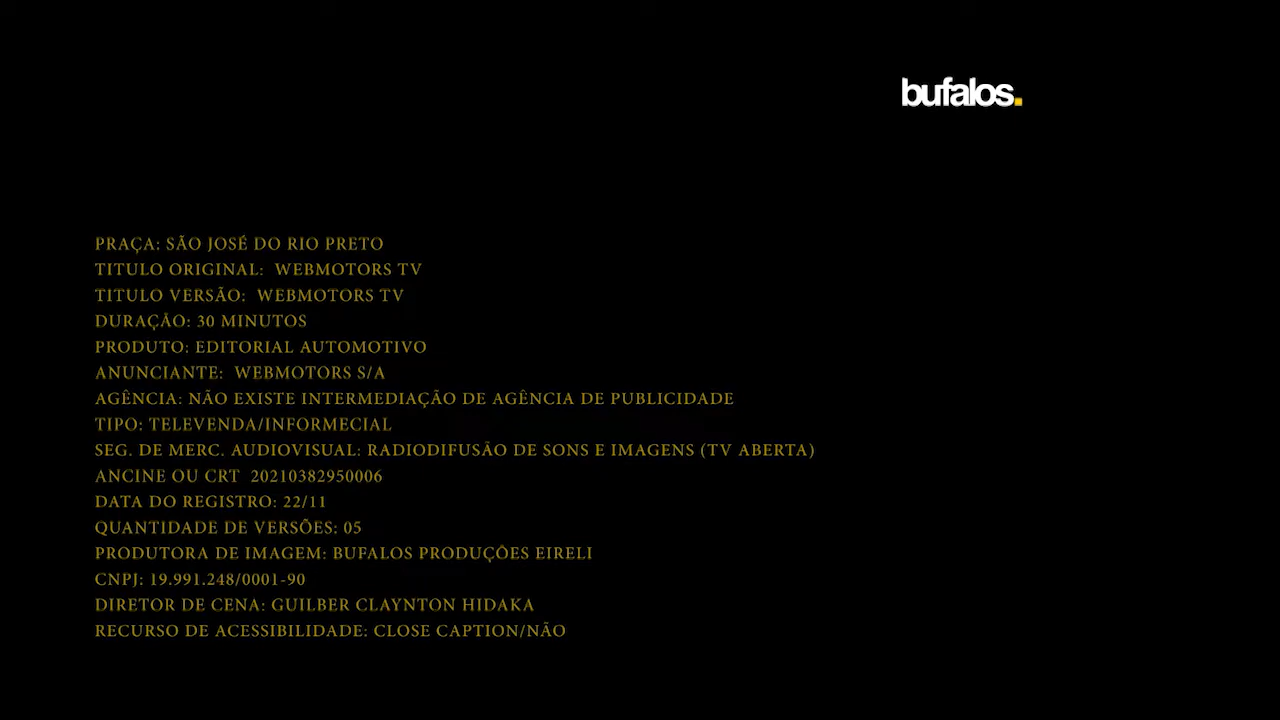 bufalos.
PRAÇA: SÃO JOSÉ DO RIO PRETO
TITULO ORIGINAL: WEBMOTORS TV
TITULO VERSÃO: WEBMOTORS TV
DURAÇÃO: 30 MINUTOS
PRODUTO: EDITORIAL AUTOMOTIVO
ANUNCIANTE: WEBMOTORS S/A
AGÊNCIA: NÃO EXISTE INTERMEDIAÇÃO DE AGÊNCIA DE PUBLICIDADE
TIPO: TELEVENDA/INFORMECIAL
SEG. DE MERC. AUDIOVISUAL: RADIODIFUSÃO DE SONS E IMAGENS (TV ABERTA)
ANCINE OU CRT 20210382950006
DATA DO REGISTRO: 22/11
QUANTIDADE DE VERSÕES: 05
PRODUTORA DE IMAGEM: BUFALOS PRODUÇÕES EIRELI
CNPJ: 19.991.248/0001-90
DIRETOR DE CENA: GUILBER CLAYNTON HIDAKA
RECURSO DE ACESSIBILIDADE: CLOSE CAPTION/NÃO